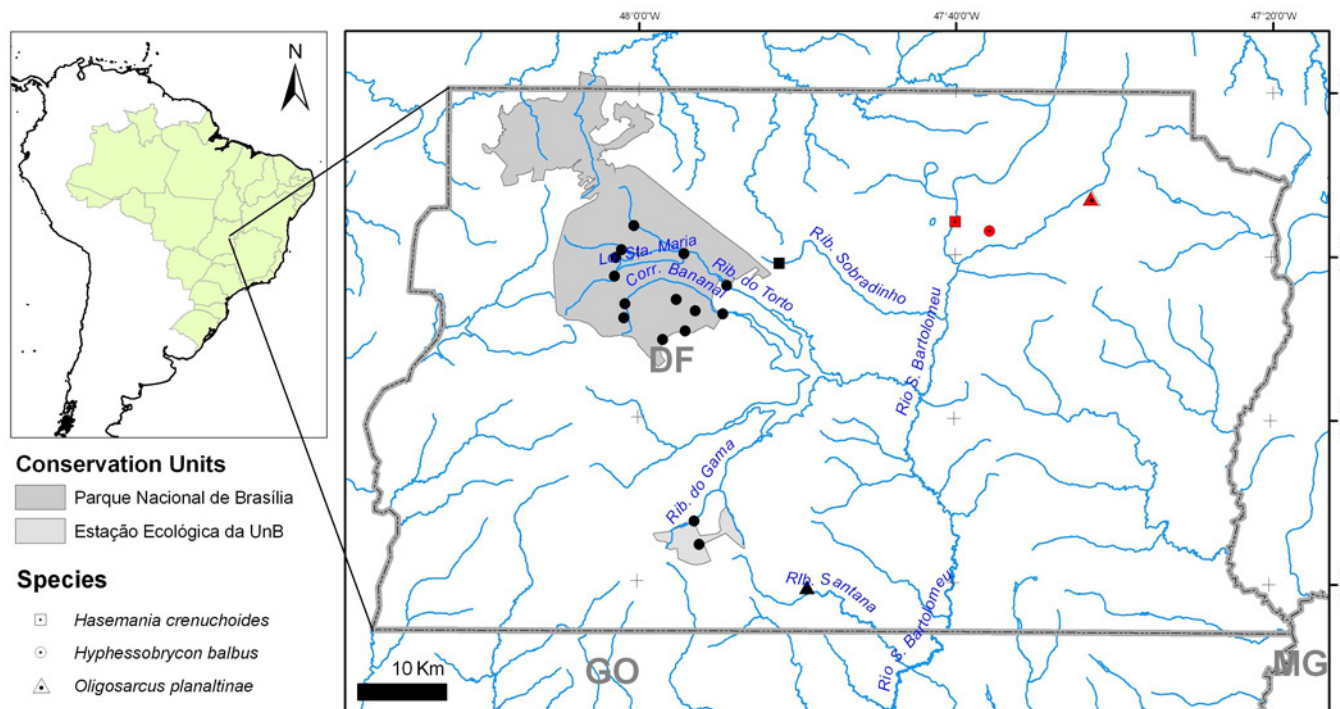 48°0'0"W
47°40'0"W
47°20'0"W
N
Lg. Sta. Maria
Corr. Bananal
Rib. do Torto
Rib. Sobradinho
DF
Rio S. Bartolomeu
Rib. do Gama
Rib. Santana
Rio S. Bartolomeu
GO
MG
10 Km
Conservation Units
Parque Nacional de Brasília
Estação Ecológica da UnB
Species
Hasemania crenuchoides
Hyphessobrycon balbus
Oligosarcus planaltinae